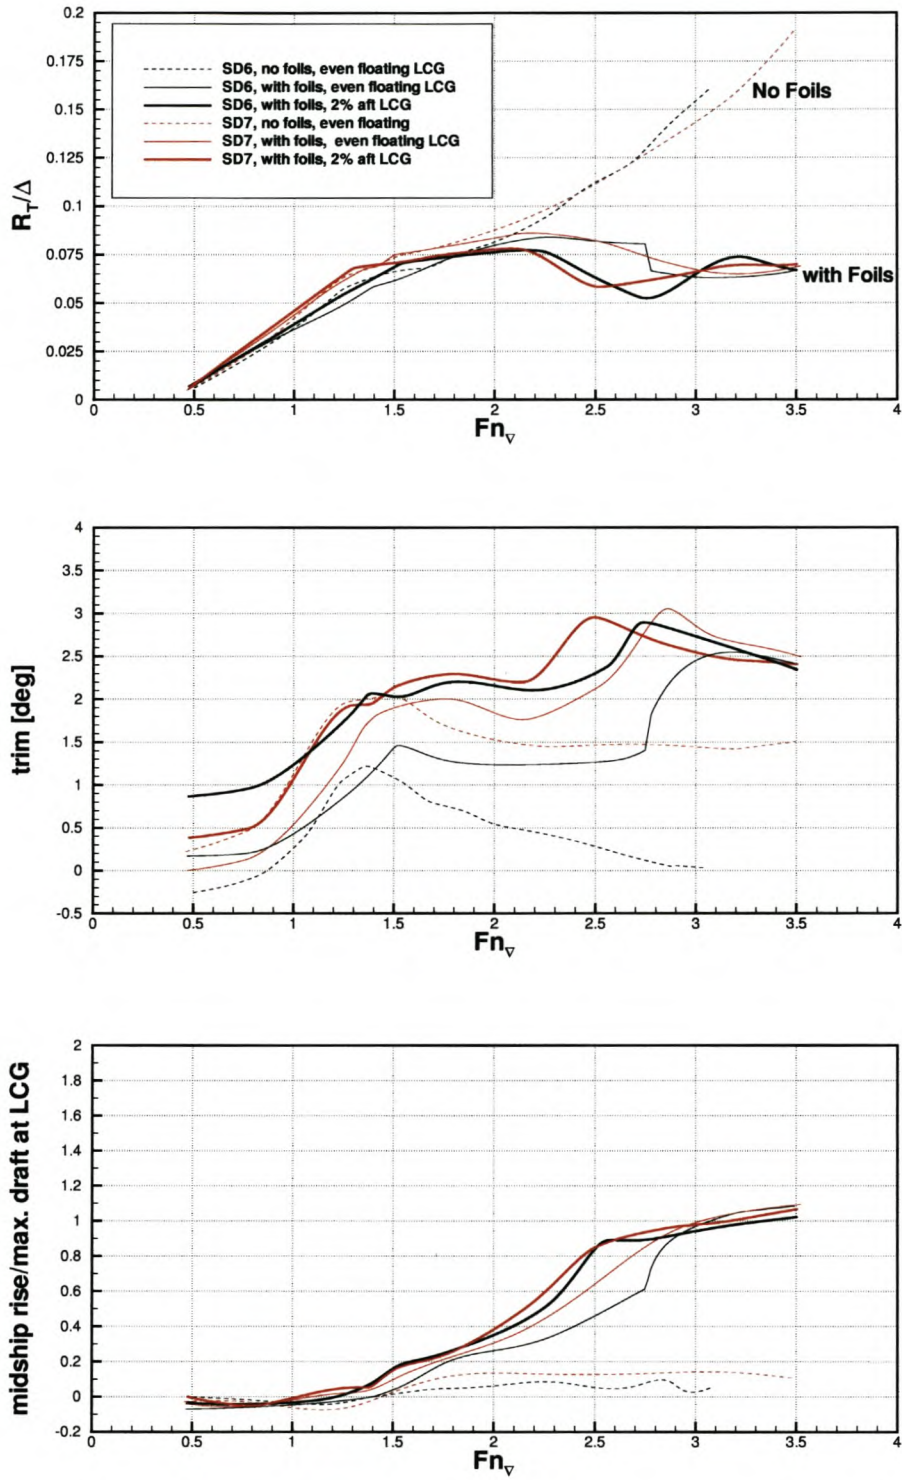 0.2
0.175
0.15
0.125
0.1
0.075
0.05
0.025
0
R_T/Δ
SD6, no foils, even floating LCG
SD6, with foils, even floating LCG
SD6, with foils, 2% aft LCG
SD7, no foils, even floating
SD7, with foils, even floating LCG
SD7, with foils, 2% aft LCG
No Foils
with Foils
0 0.5 1 1.5 2 2.5 3 3.5 4
Fn∇
4
3.5
3
2.5
2
1.5
1
0.5
0
-0.5
trim [deg]
0 0.5 1 1.5 2 2.5 3 3.5 4
Fn∇
2
1.8
1.6
1.4
1.2
1
0.8
0.6
0.4
0.2
0
-0.2
midship rise/max. draft at LCG
0 0.5 1 1.5 2 2.5 3 3.5 4
Fn∇